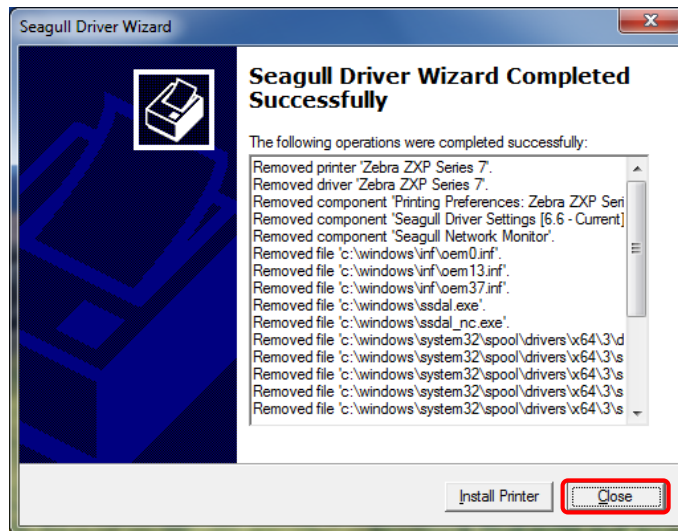 Seagull Driver Wizard
Seagull Driver Wizard Completed
Successfully
The following operations were completed successfully:
Removed printer 'Zebra ZXP Series 7'.
Removed driver 'Zebra ZXP Series 7'.
Removed component 'Printing Preferences: Zebra ZXP Seri
Removed component 'Seagull Driver Settings [6.6 - Current]
Removed component 'Seagull Network Monitor'.
Removed file 'c:\windows\inf\oem0.inf'.
Removed file 'c:\windows\inf\oem13.inf'.
Removed file 'c:\windows\inf\oem37.inf'.
Removed file 'c:\windows\ssdal.exe'.
Removed file 'c:\windows\ssdal_nc.exe'.
Removed file 'c:\windows\system32\spool\drivers\x64\3\d
Removed file 'c:\windows\system32\spool\drivers\x64\3\s
Removed file 'c:\windows\system32\spool\drivers\x64\3\s
Removed file 'c:\windows\system32\spool\drivers\x64\3\s
Removed file 'c:\windows\system32\spool\drivers\x64\3\s
Install Printer
Close